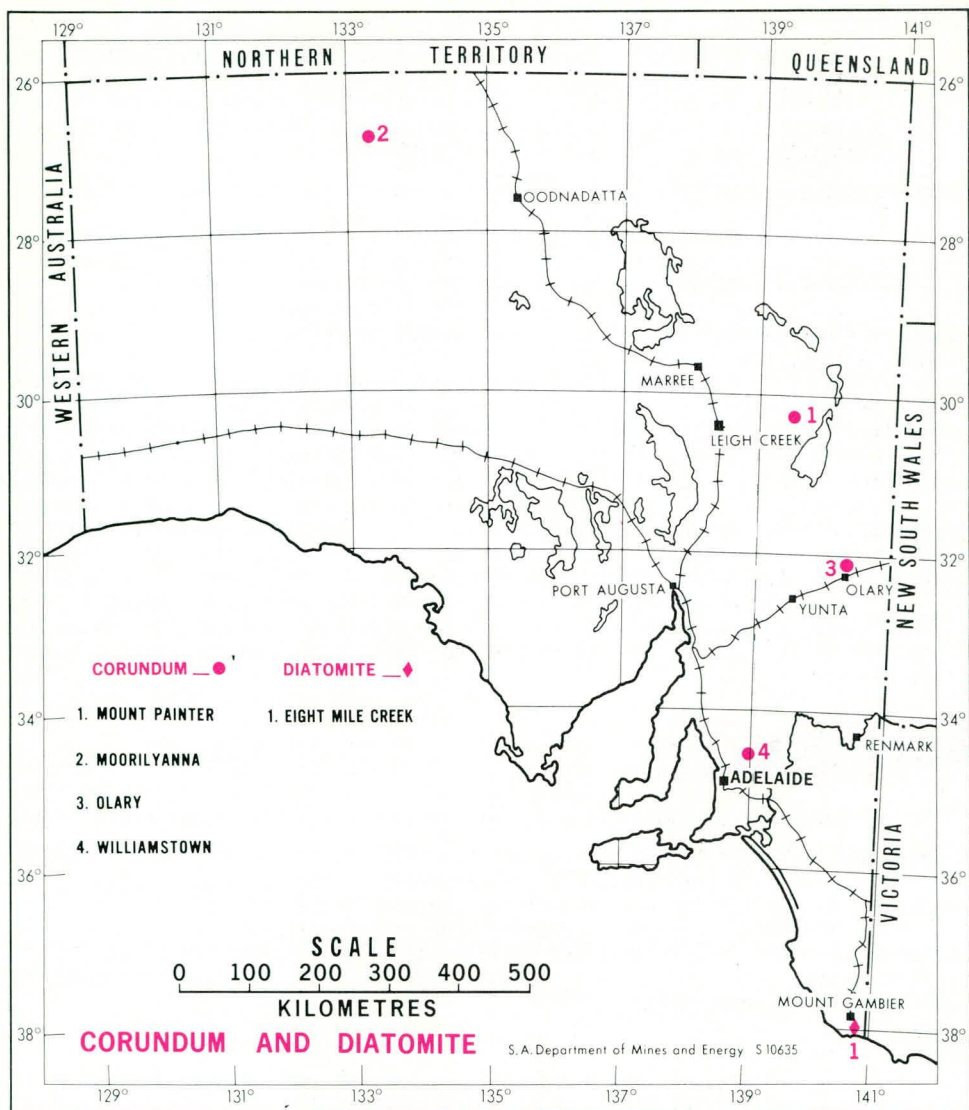 129° 131° 133° 135° 137° 139° 141°
NORTHERN TERRITORY QUEENSLAND
26° 26°
2
WESTERN AUSTRALIA
OODNADATTA
28° 28°
MARREE
30° 30°
1
LEIGH CREEK
NEW SOUTH WALES
32° 32°
3
OLARY
PORT AUGUSTA
YUNTA
CORUNDUM DIATOMITE
1. MOUNT PAINTER 1. EIGHT MILE CREEK
34° 34°
RENMARK
2. MOORILYANNA
4
ADELAIDE
3. OLARY
4. WILLIAMSTOWN
VICTORIA
36° 36°
SCALE
0 100 200 300 400 500
KILOMETRES
MOUNT GAMBIER
38° 38°
1
CORUNDUM AND DIATOMITE
S.A. Department of Mines and Energy S 10635
129° 131° 133° 135° 137° 139° 141°